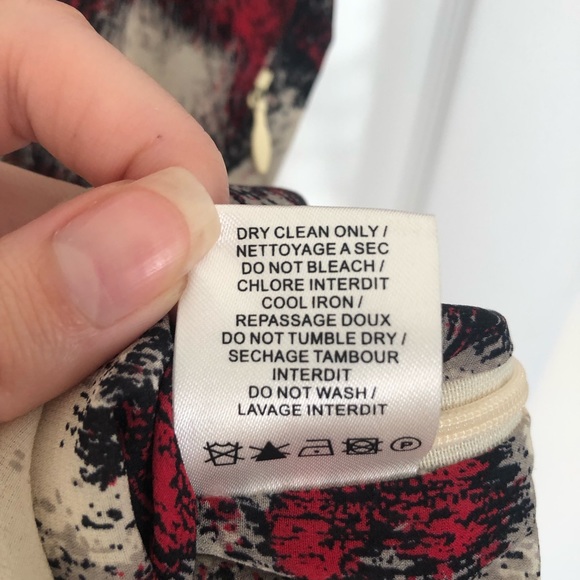 DRY CLEAN ONLY /
NETTOYAGE A SEC
DO NOT BLEACH /
CHLORE INTERDIT
COOL IRON /
REPASSAGE DOUX
DO NOT TUMBLE DRY /
SECHAGE TAMBOUR
INTERDIT
DO NOT WASH /
LAVAGE INTERDIT
P